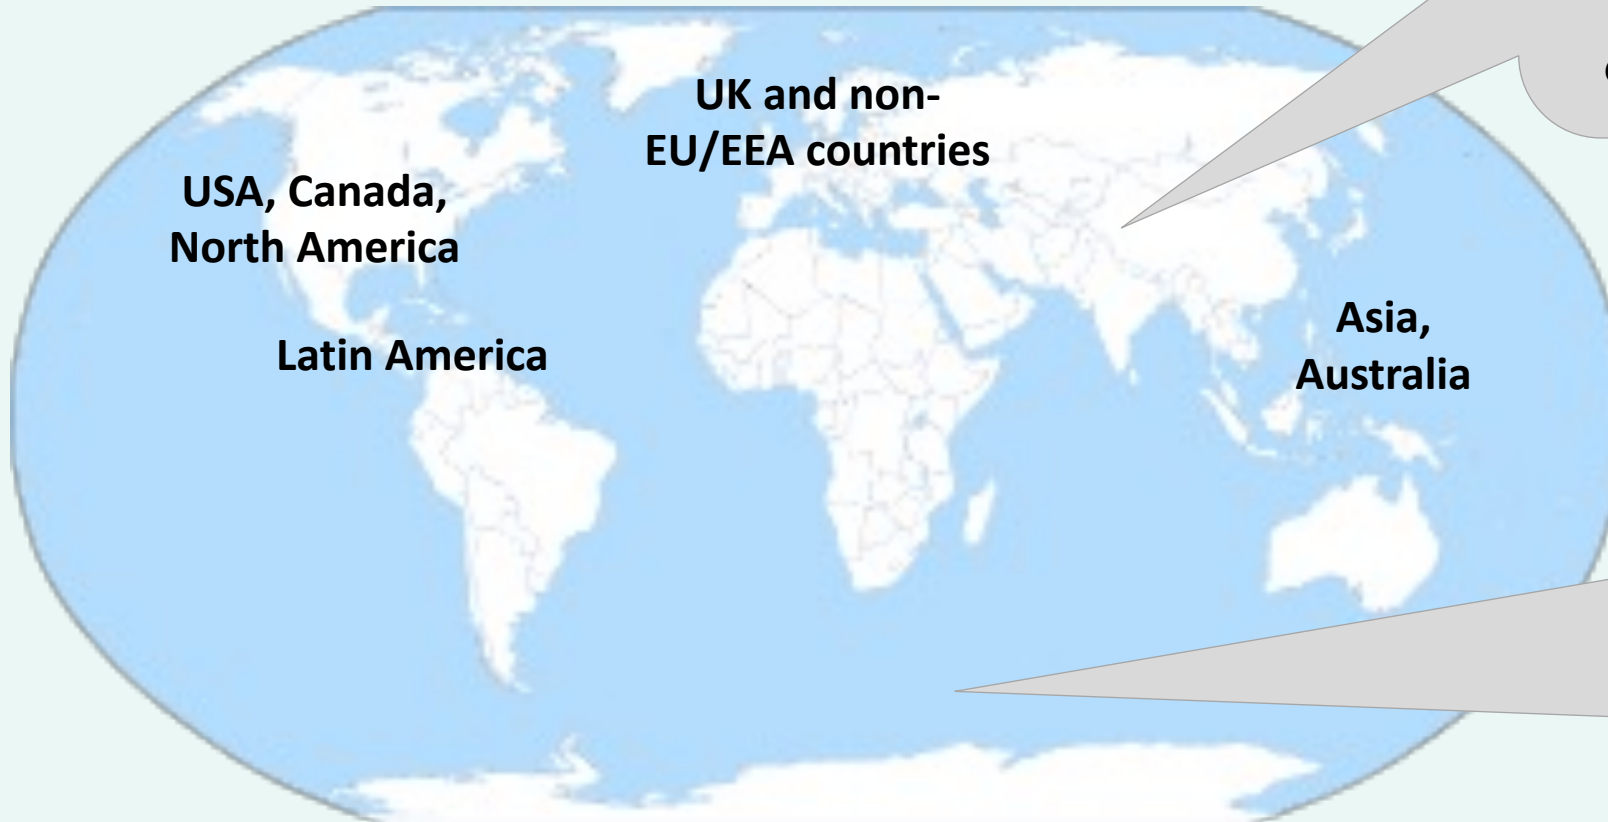 UK and non-
EU/EEA countries
USA, Canada,
North America
Latin America
Asia,
Australia